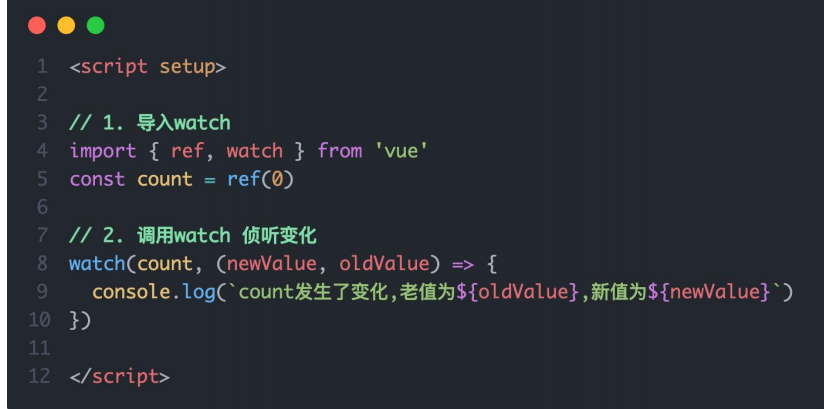 1 <script setup>
2
3 // 1. 导入watch
4 import { ref, watch } from 'vue'
5 const count = ref(0)
6
7 // 2. 调用watch 侦听变化
8 watch(count, (newValue, oldValue) => {
9   console.log(`count发生了变化,老值为${oldValue},新值为${newValue}`)
10 })
11
12 </script>